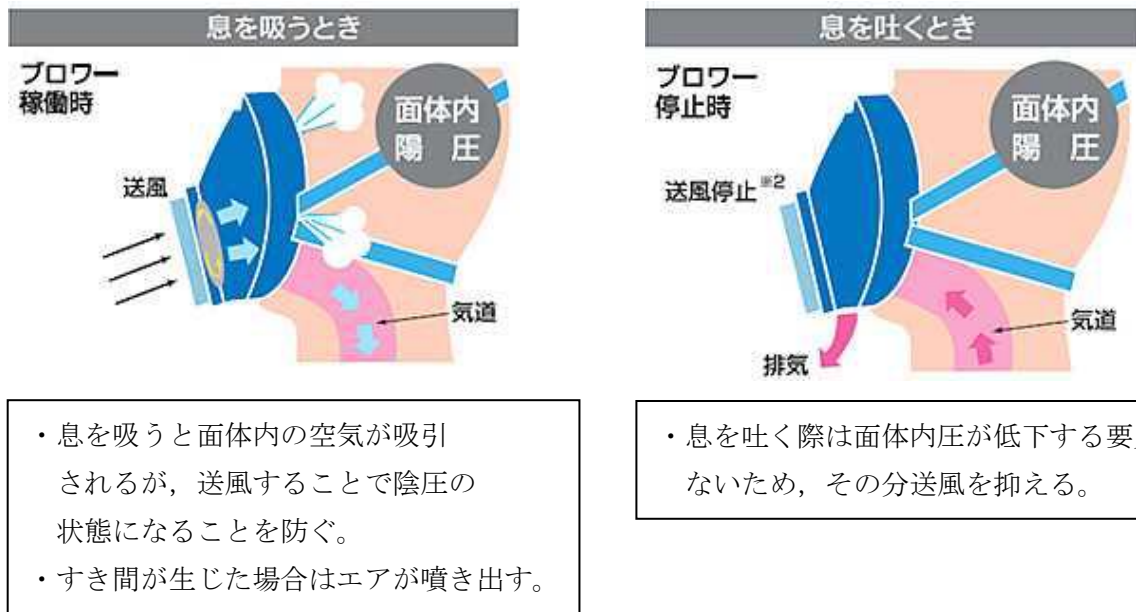 息を吸うとき
ブロワー
稼働時
面体内
陽 圧
送風
気道
・息を吸うと面体内の空気が吸引
されるが，送風することで陰圧の
状態になることを防ぐ。
・すき間が生じた場合はエアが噴き出す。
息を吐くとき
ブロワー
停止時
面体内
陽 圧
送風停止※2
気道
排気
・息を吐く際は面体内圧が低下する要
ないため，その分送風を抑える。